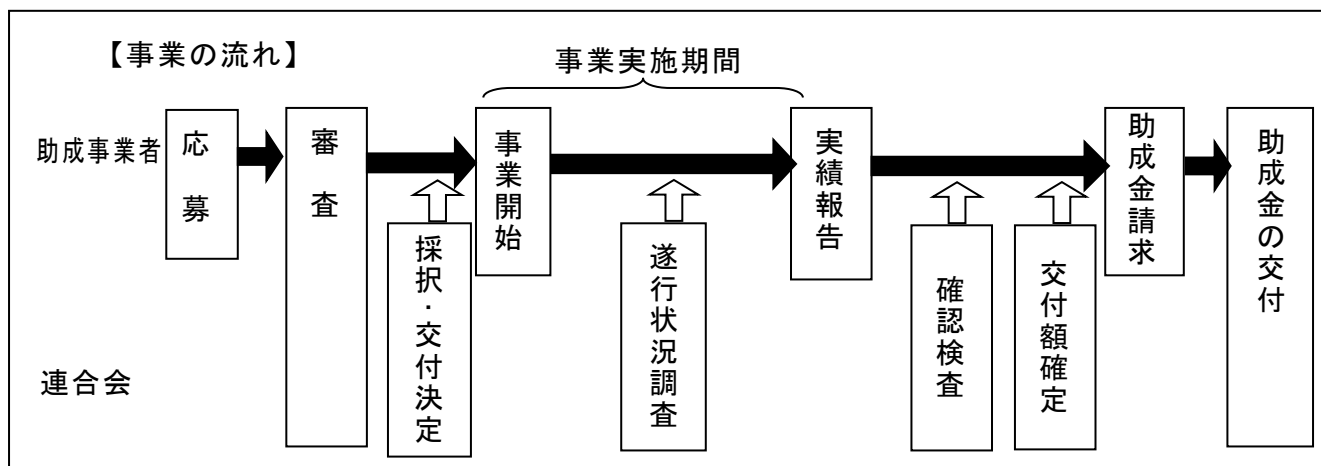 【事業の流れ】
事業実施期間
助成事業者
応募
審査
採択・交付決定
事業開始
遂行状況調査
実績報告
確認検査
交付額確定
助成金請求
助成金の交付
連合会